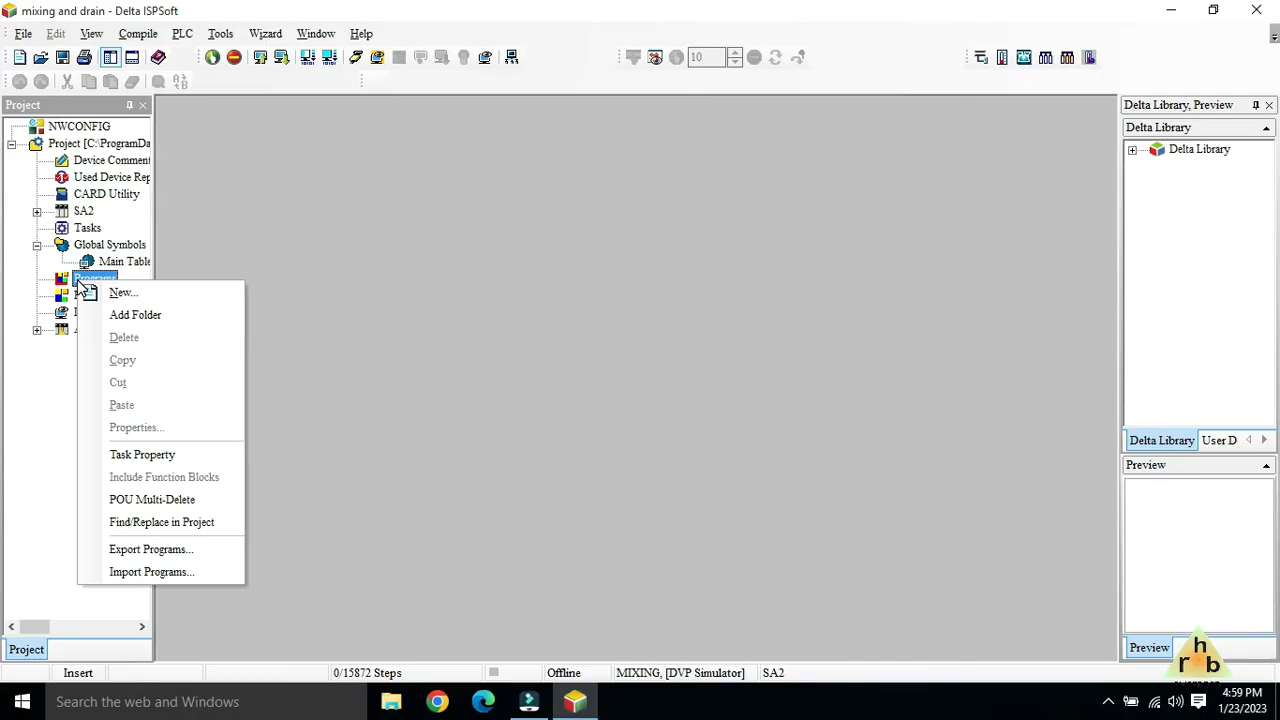 mixing and drain - Delta ISPSoft
File Edit View Compile PLC Tools Wizard Window Help
10
Project
NWCONFIG
Project [C:\ProgramDa
Device Comment
Used Device Rep
CARD Utility
SA2
Tasks
Global Symbols
Main Table
Programs
New...
Add Folder
Delete
Copy
Cut
Paste
Properties...
Task Property
Include Function Blocks
POU Multi-Delete
Find/Replace in Project
Export Programs...
Import Programs...
Project
Delta Library, Preview
Delta Library
Delta Library
Delta Library User D
Preview
Preview
h
r b
Insert 0/15872 Steps Offline MIXING, [DVP Simulator] SA2
Search the web and Windows
4:59 PM
1/23/2023